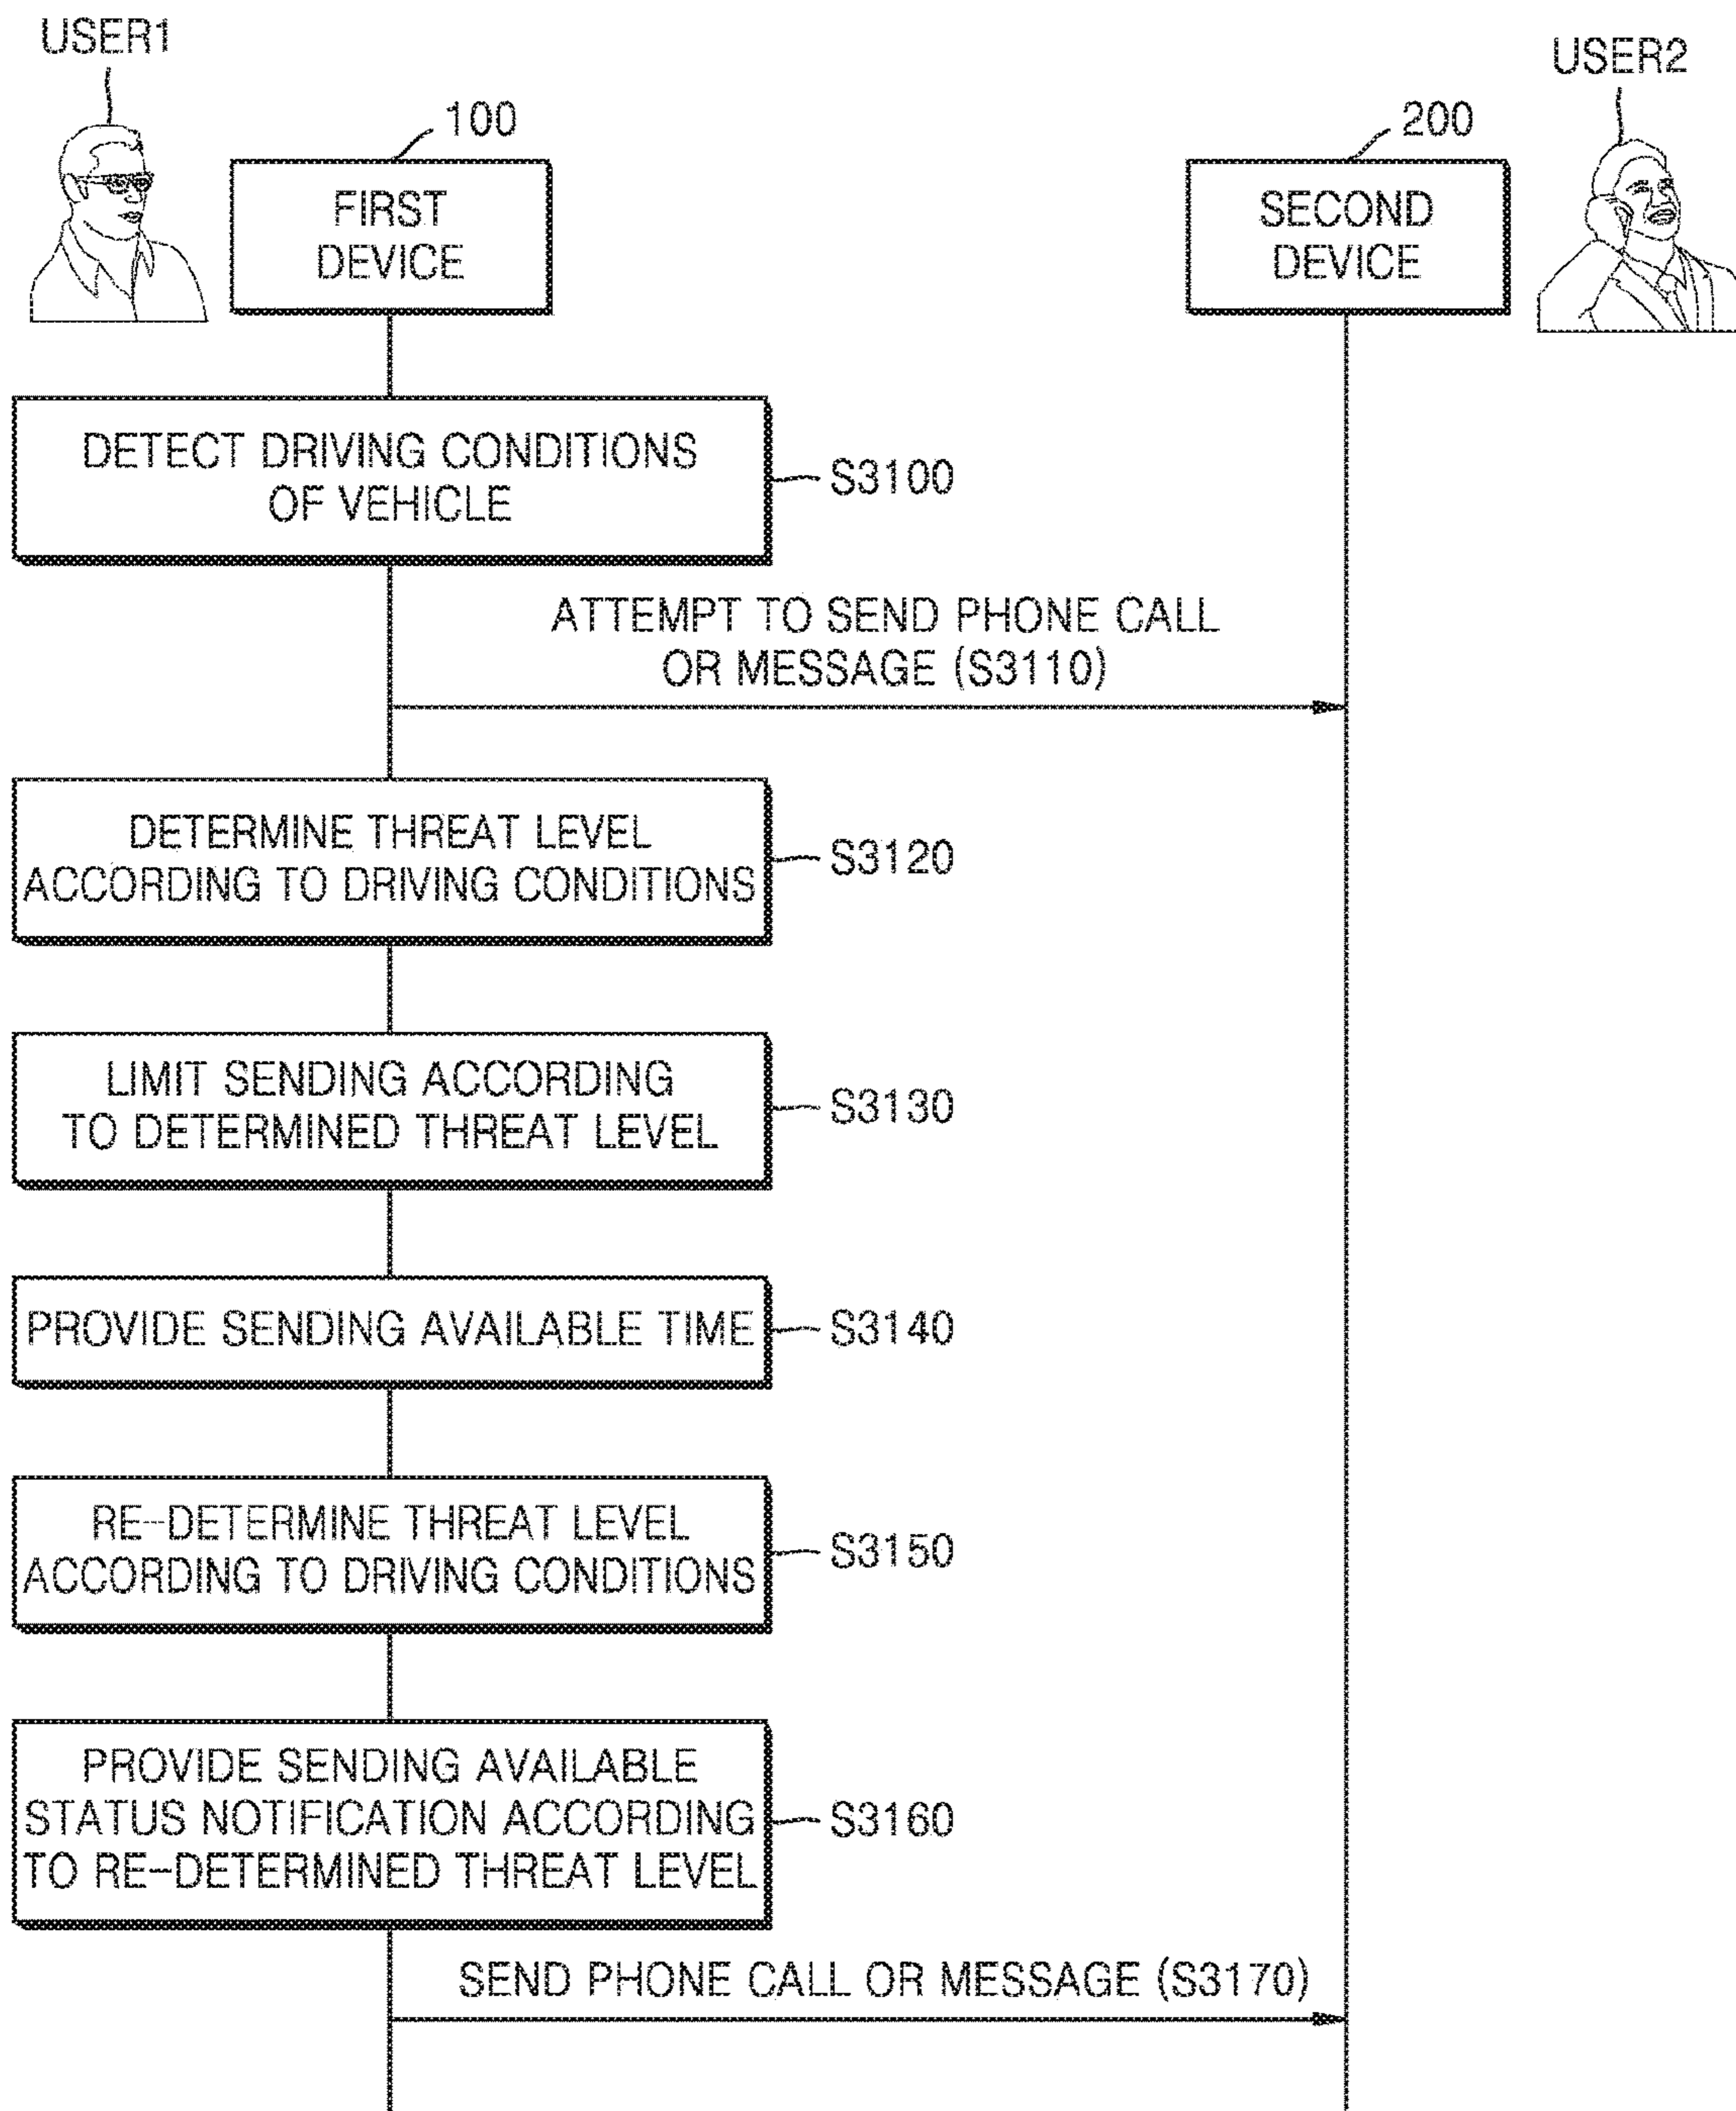 USER1
USER2
100
200
FIRST
DEVICE
SECOND
DEVICE
DETECT DRIVING CONDITIONS
OF VEHICLE
S3100
ATTEMPT TO SEND PHONE CALL
OR MESSAGE (S3110)
DETERMINE THREAT LEVEL
ACCORDING TO DRIVING CONDITIONS
S3120
LIMIT SENDING ACCORDING
TO DETERMINED THREAT LEVEL
S3130
PROVIDE SENDING AVAILABLE TIME
S3140
RE-DETERMINE THREAT LEVEL
ACCORDING TO DRIVING CONDITIONS
S3150
PROVIDE SENDING AVAILABLE
STATUS NOTIFICATION ACCORDING
TO RE-DETERMINED THREAT LEVEL
S3160
SEND PHONE CALL OR MESSAGE (S3170)